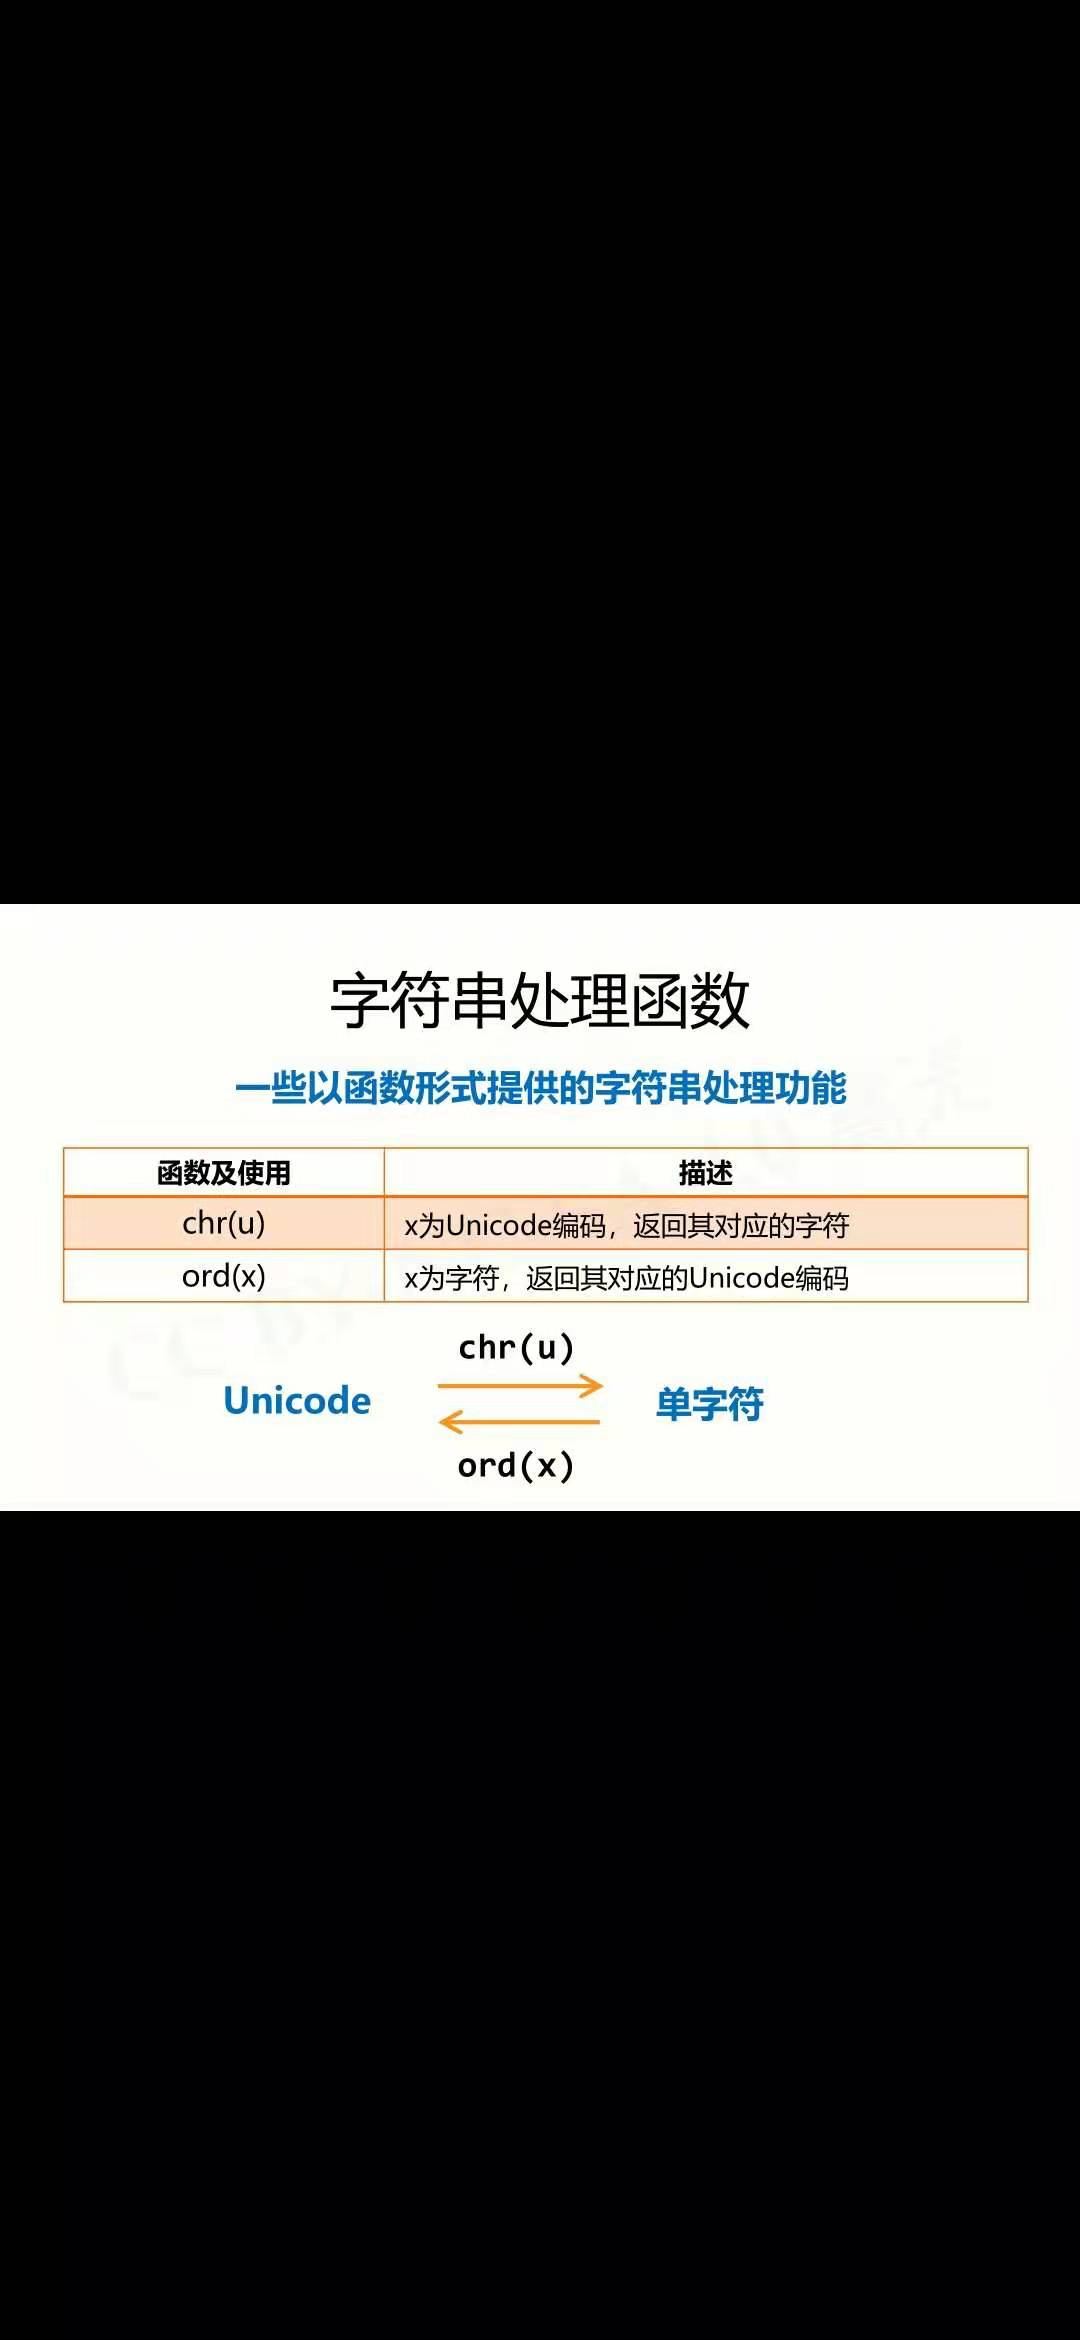 字符串处理函数
一些以函数形式提供的字符串处理功能
函数及使用 描述
chr(u) x为Unicode编码，返回其对应的字符
ord(x) x为字符，返回其对应的Unicode编码
chr(u)
Unicode 单字符
ord(x)